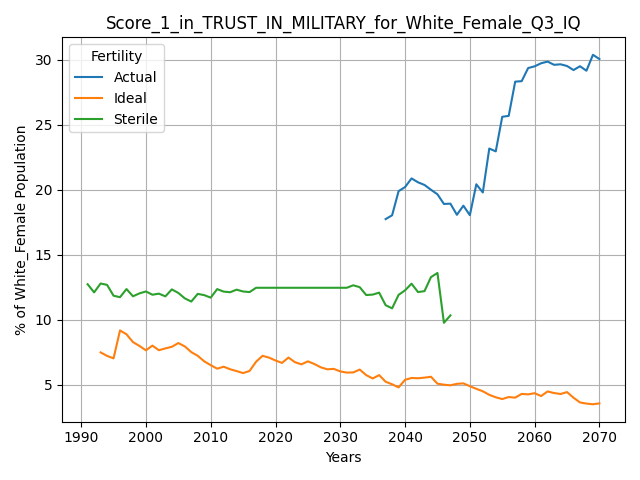 Score_1_in_TRUST_IN_MILITARY_for_White_Female_Q3_IQ
Fertility
Actual
Ideal
Sterile
% of White_Female Population
30
25
20
15
10
5
1990 2000 2010 2020 2030 2040 2050 2060 2070
Years